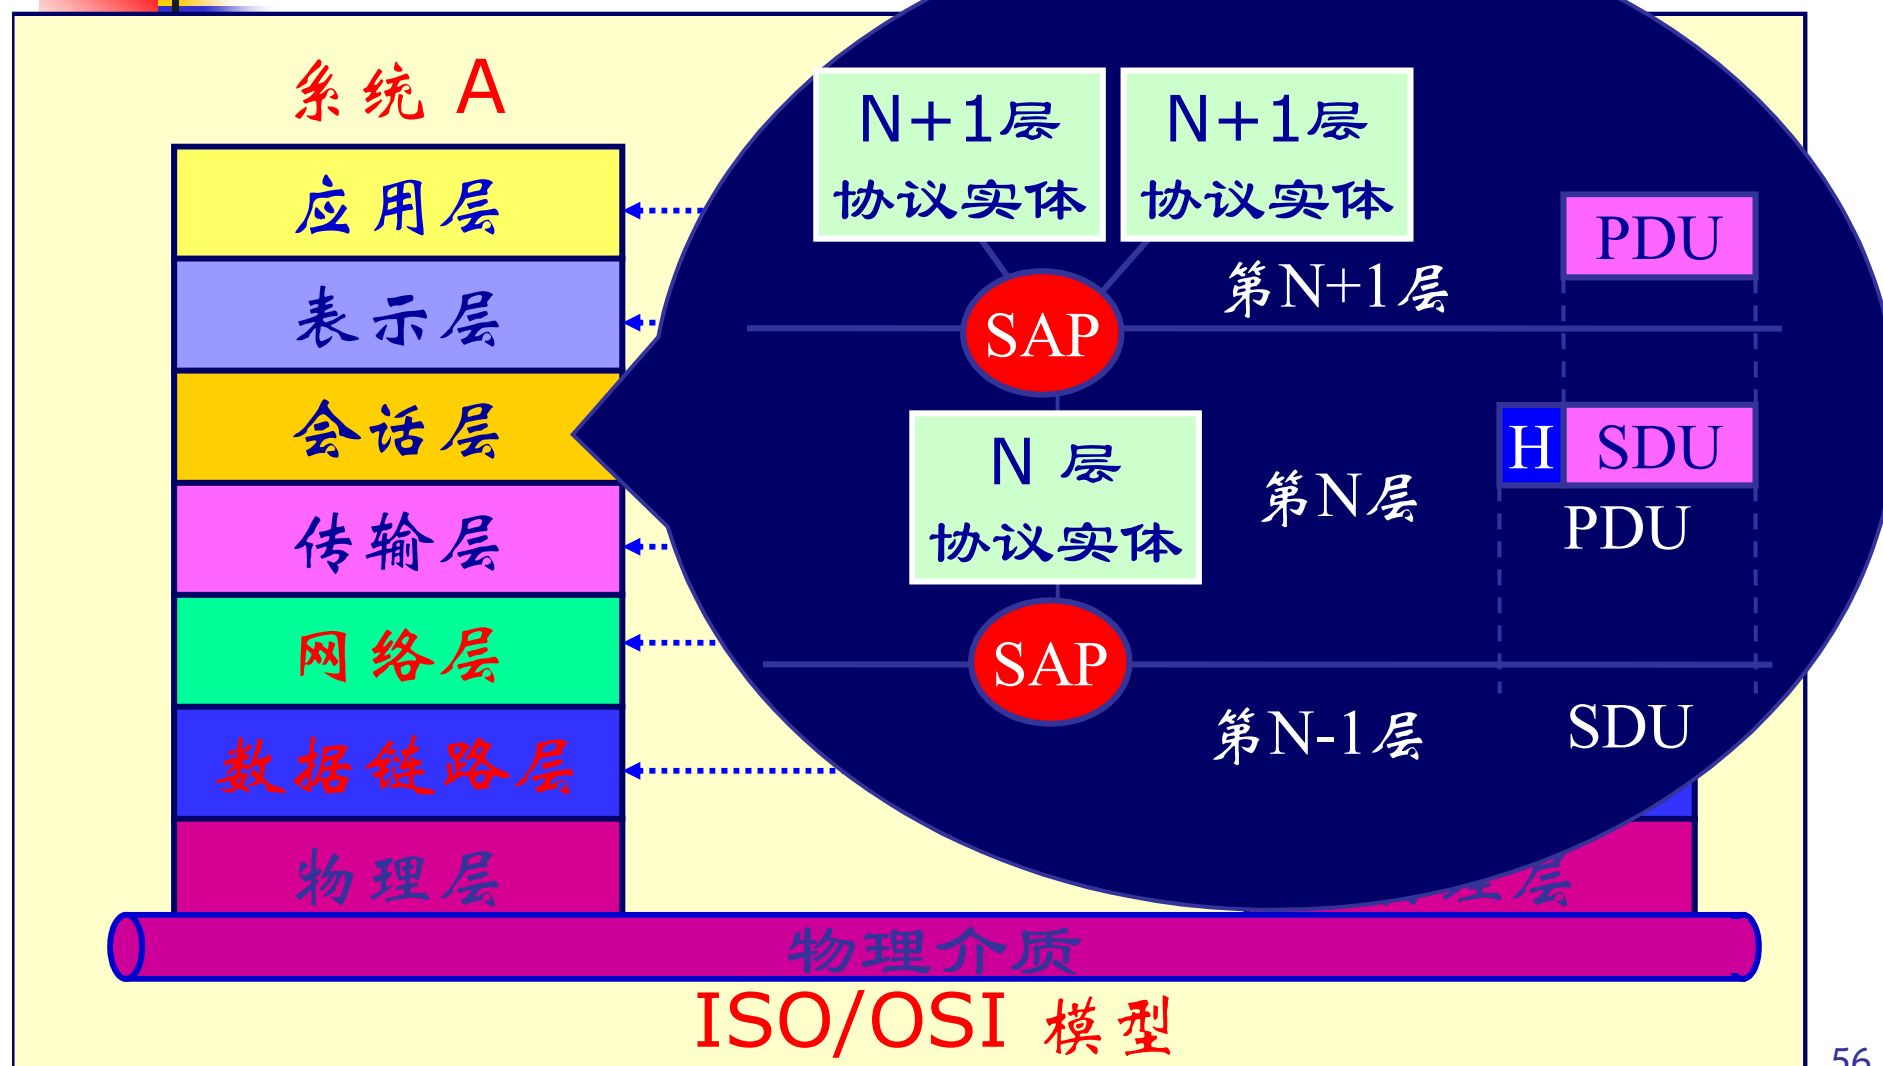 系统 A
应用层
表示层
会话层
传输层
网络层
数据链路层
物理层
N+1层
协议实体
N+1层
协议实体
PDU
第N+1层
SAP
H SDU
N 层
协议实体
第N层
PDU
SAP
第N-1层
SDU
理层
物理介质
ISO/OSI 模型
56